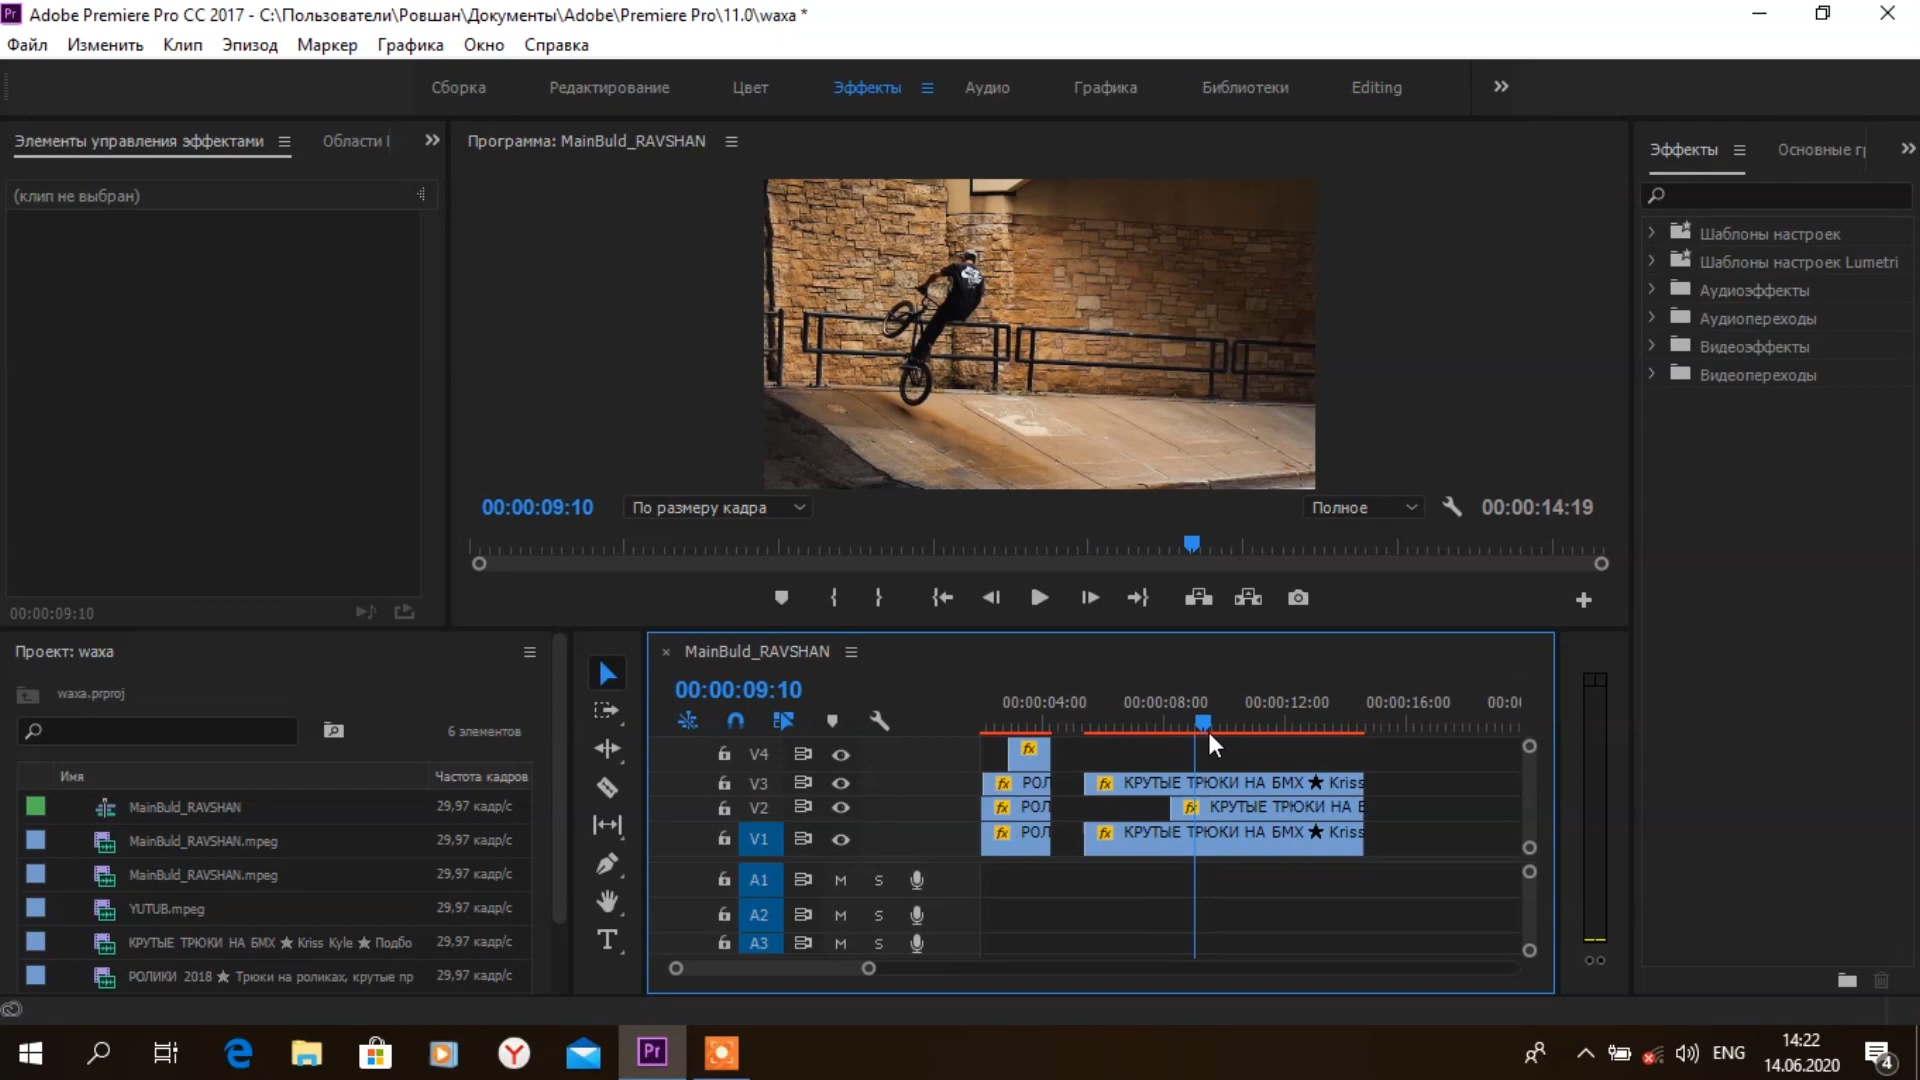 Adobe Premiere Pro CC 2017 - C:\Пользователи\Ровшан\Документы\Adobe\Premiere Pro\11.0\waxa *
Файл Изменить Клип Эпизод Маркер Графика Окно Справка
Сборка Редактирование Цвет Эффекты Аудио Графика Библиотеки Editing
Элементы управления эффектами Области
Программа: MainBuld_RAVSHAN
Эффекты Основные гр
(клип не выбран)
Шаблоны настроек
Шаблоны настроек Lumetri
Аудиоэффекты
Аудиопереходы
Видеоэффекты
Видеопереходы
00:00:09:10 По размеру кадра Полное 00:00:14:19
00:00:09:10
Проект: waxa
waxa.prproj
6 элементов
Имя Частота кадров
MainBuld_RAVSHAN 29,97 кадр/с
MainBuld_RAVSHAN.mpeg 29,97 кадр/с
MainBuld_RAVSHAN.mpeg 29,97 кадр/с
YUTUB.mpeg 29,97 кадр/с
КРУТЫЕ ТРЮКИ НА БМХ ★ Kriss Kyle ★ Подбо 29,97 кадр/с
РОЛИКИ 2018 ★ Трюки на роликах, крутые пр 29,97 кадр/с
MainBuld_RAVSHAN
00:00:09:10
00:00:04:00 00:00:08:00 00:00:12:00 00:00:16:00 00:0
V4 fx
V3 fx РОЛ fx КРУТЫЕ ТРЮКИ НА БМХ ★ Kriss
V2 fx РОЛ fx КРУТЫЕ ТРЮКИ НА Б
V1 fx РОЛ fx КРУТЫЕ ТРЮКИ НА БМХ ★ Kriss
A1 M S
A2 M S
A3 M S
ENG
14:22
14.06.2020
4